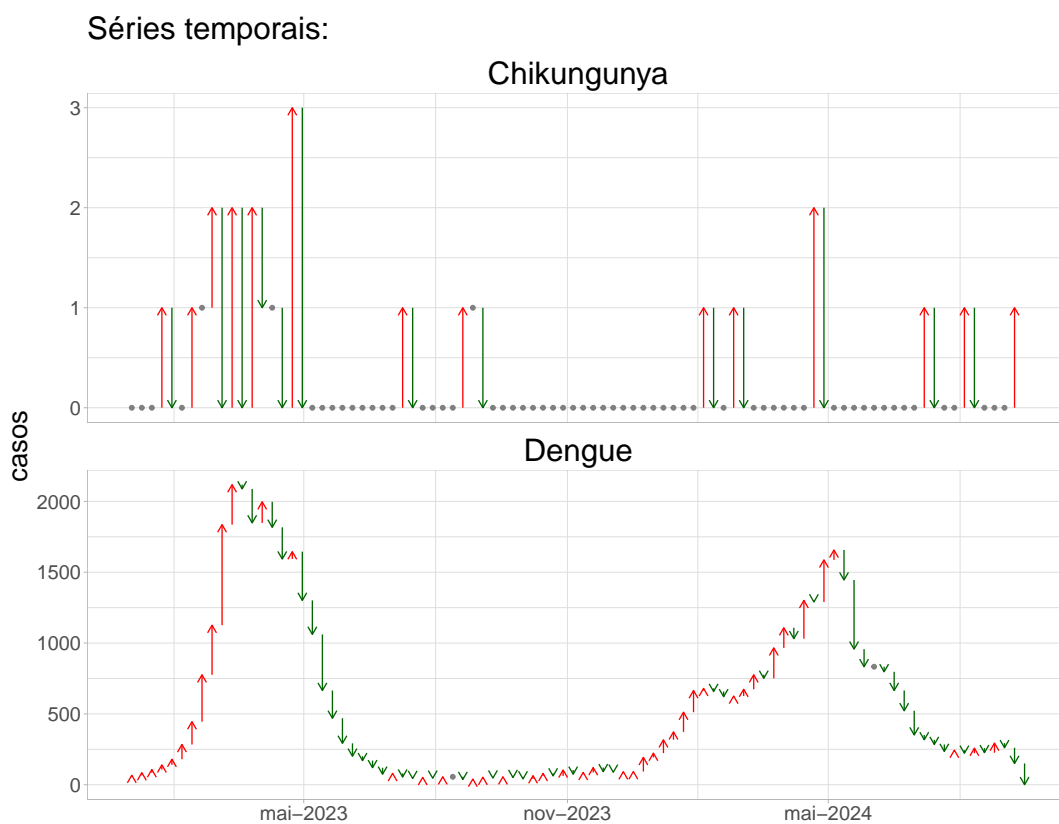 Séries temporais:
Chikungunya
3
2
1
0
casos
Dengue
2000
1500
1000
500
0
mai−2023
nov−2023
mai−2024